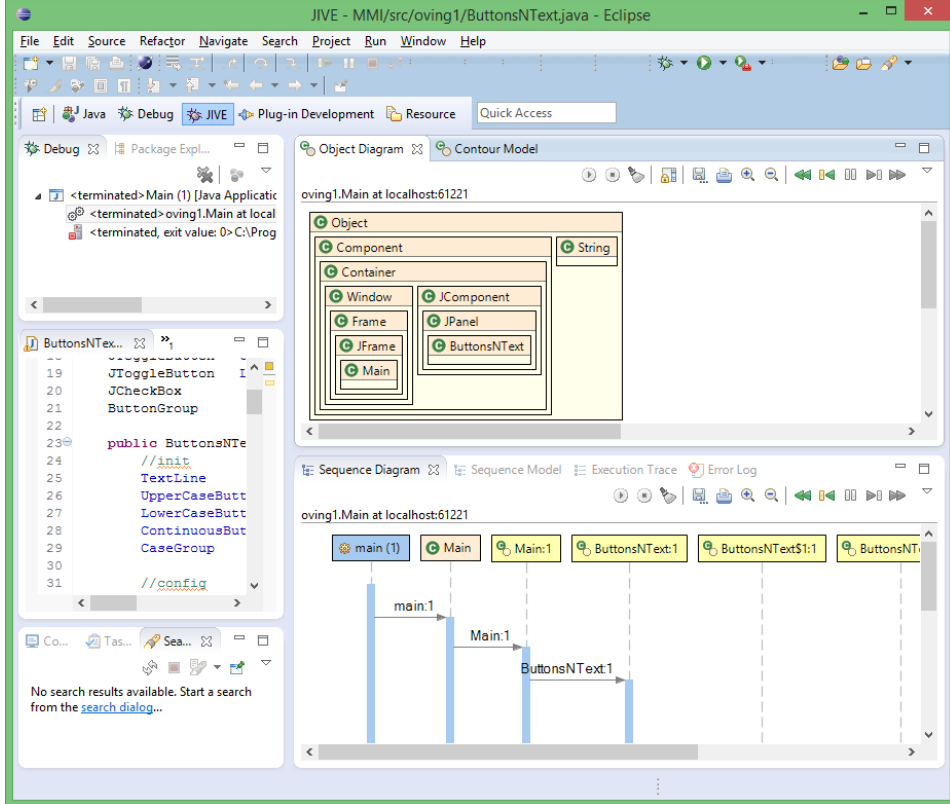 JIVE - MMI/src/oving1/ButtonsNText.java - Eclipse
File Edit Source Refactor Navigate Search Project Run Window Help
Java Debug JIVE Plug-in Development Resource Quick Access
Debug Package Expl...
<terminated>Main (1) [Java Applicatic
<terminated>oving1.Main at local
<terminated, exit value: 0>C:\Prog
Object Diagram Contour Model
oving1.Main at localhost:61221
Object
Component String
Container
Window JComponent
Frame JPanel
JFrame ButtonsNText
Main
ButtonsNTex... »1
19 JToggleButton
20 JCheckBox
21 ButtonGroup
22
23 public ButtonsNTe
24 //init
25 TextLine
26 UpperCaseButt
27 LowerCaseButt
28 ContinuousBut
29 CaseGroup
30
31 //config
Sequence Diagram Sequence Model Execution Trace Error Log
oving1.Main at localhost:61221
main (1) Main Main:1 ButtonsNText:1 ButtonsNText$1:1 ButtonsNT
main:1
Main:1
ButtonsNText:1
Co... Tas... Sea...
No search results available. Start a search
from the search dialog...